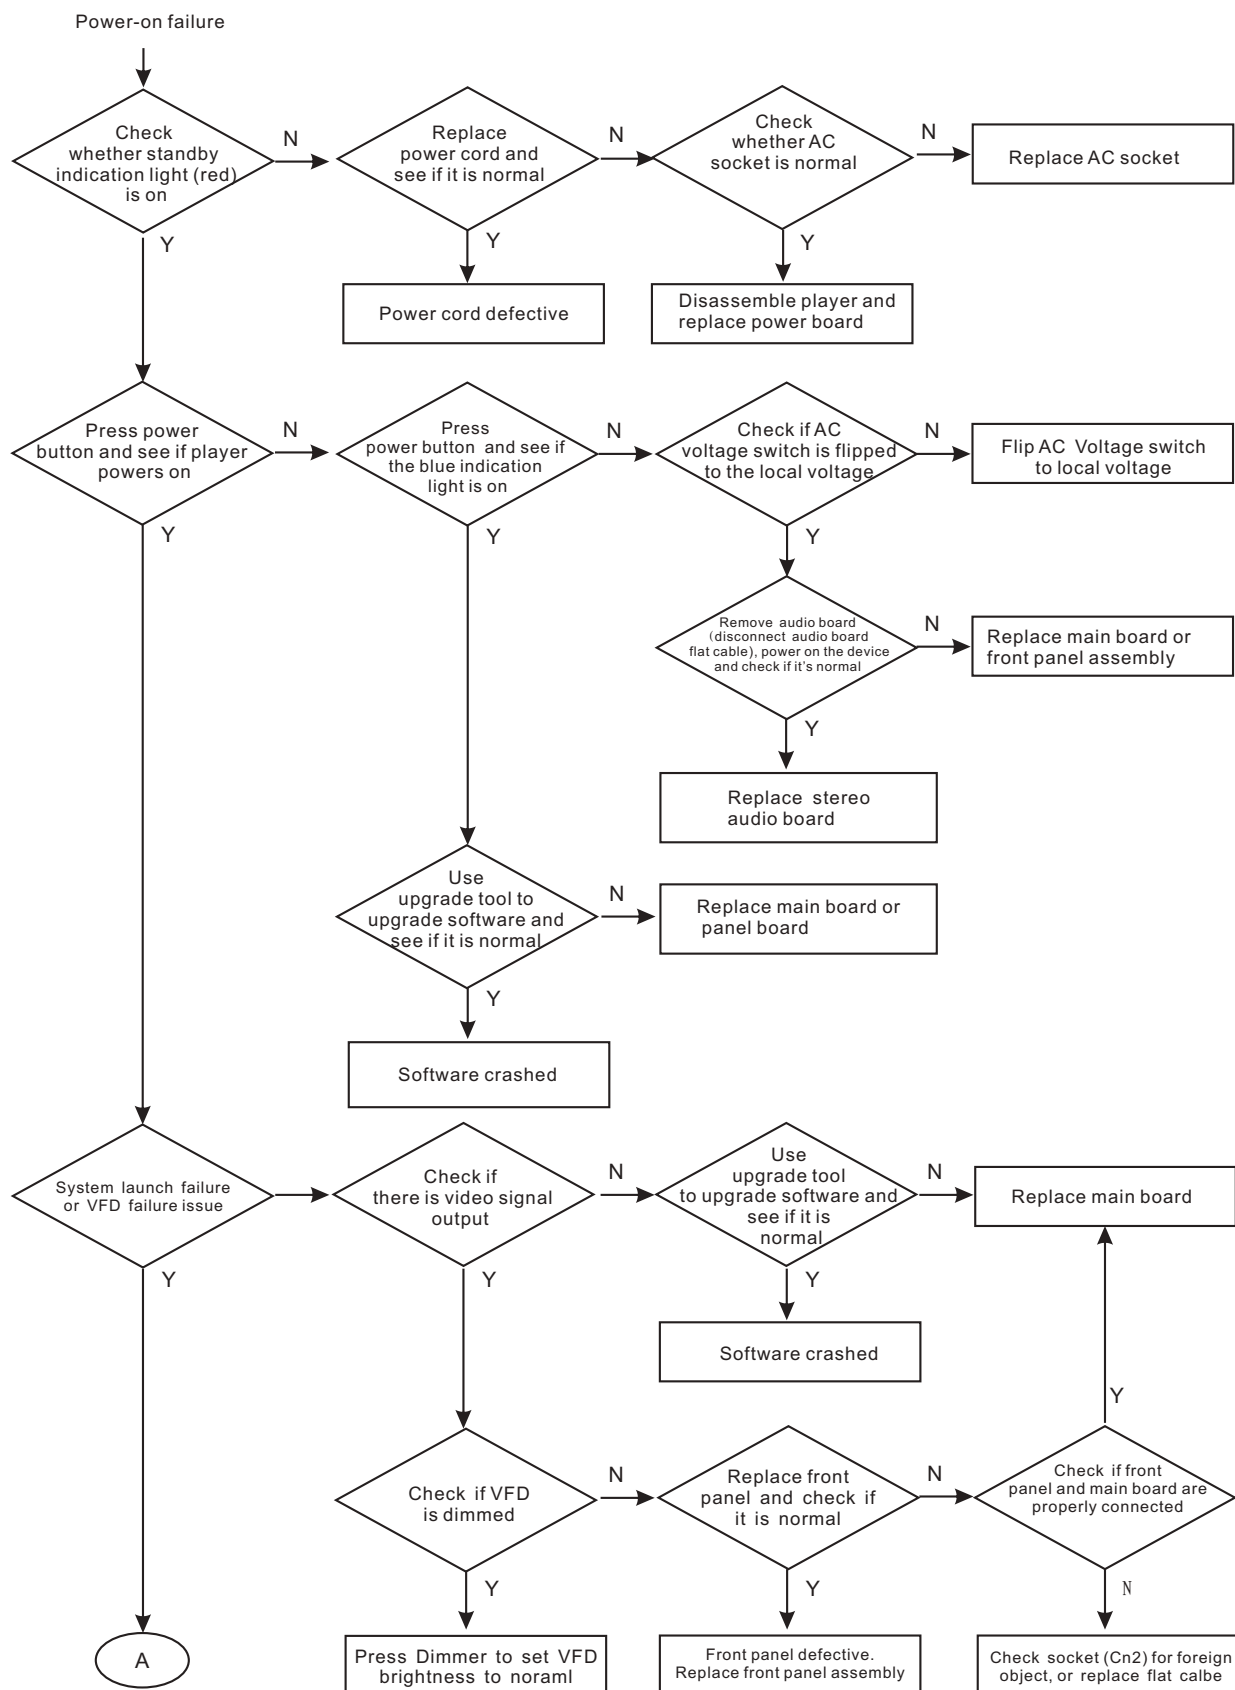 Power-on failure
Check
whether standby
indication light (red)
is on
N
Replace
power cord and
see if it is normal
N
Check
whether AC
socket is normal
N
Replace AC socket
Y
Y
Y
Power cord defective
Disassemble player and
replace power board
Press power
button and see if player
powers on
N
Press
power button and see if
the blue indication
light is on
N
Check if AC
voltage switch is flipped
to the local voltage
N
Flip AC Voltage switch
to local voltage
Y
Y
Y
Remove audio board
(disconnect audio board
flat cable), power on the device
and check if it's normal
N
Replace main board or
front panel assembly
Y
Replace stereo
audio board
Use
upgrade tool to
upgrade software and
see if it is normal
N
Replace main board or
panel board
Y
Software crashed
System launch failure
or VFD failure issue
Check if
there is video signal
output
N
Use
upgrade tool
to upgrade software and
see if it is
normal
N
Replace main board
Y
Y
Y
Software crashed
Y
Check if VFD
is dimmed
N
Replace front
panel and check if
it is normal
N
Check if front
panel and main board are
properly connected
Y
Y
N
A
Press Dimmer to set VFD
brightness to noraml
Front panel defective.
Replace front panel assembly
Check socket (Cn2) for foreign
object, or replace flat calbe